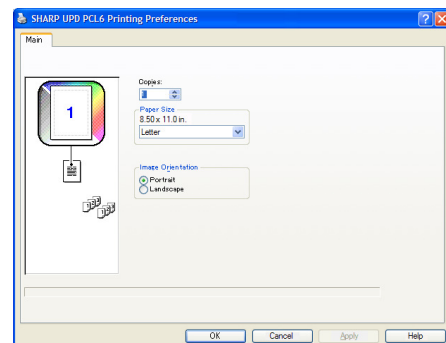 SHARP UPD PCL6 Printing Preferences
Main
Copies:
1
Paper Size
8.50 x 11.0 in.
Letter
Image Orientation
Portrait
Landscape
OK
Cancel
Apply
Help